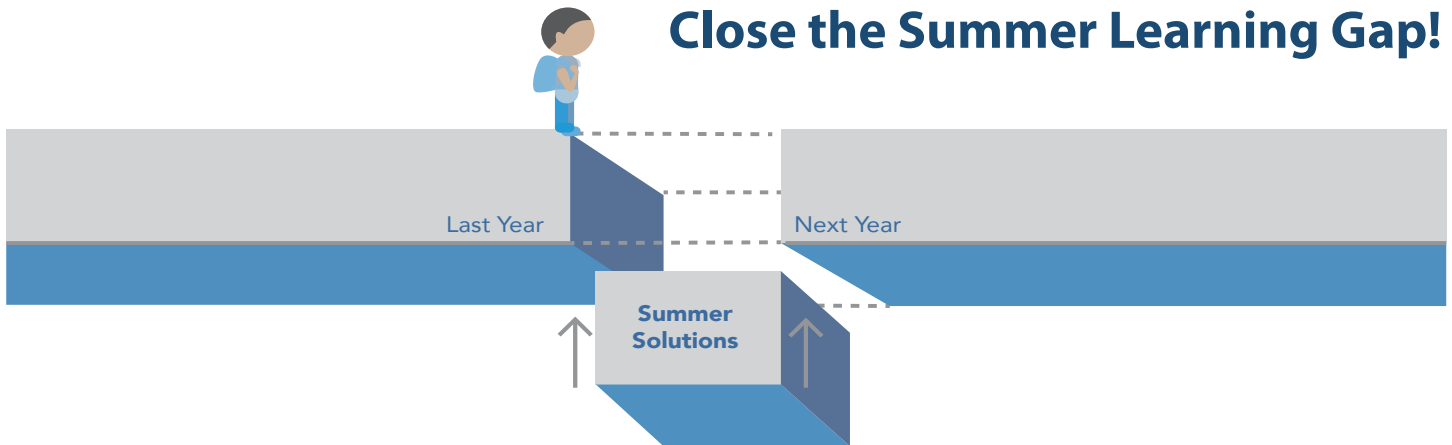 Close the Summer Learning Gap!
Last Year
Next Year
Summer
Solutions